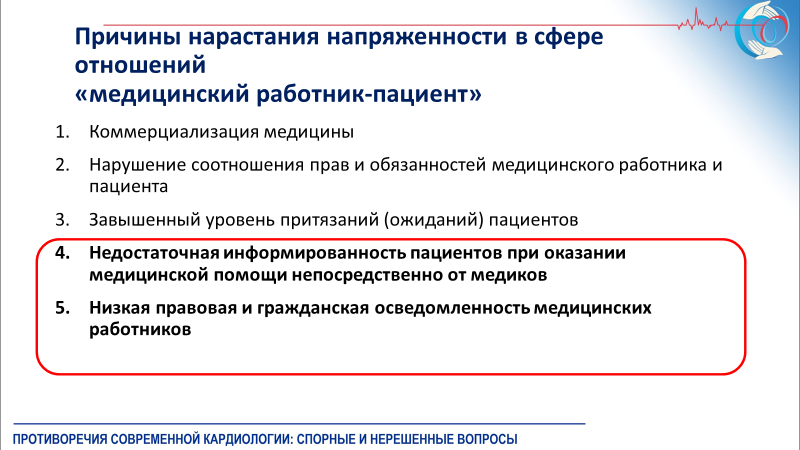 Причины нарастания напряженности в сфере
отношений
«медицинский работник-пациент»
1. Коммерциализация медицины
2. Нарушение соотношения прав и обязанностей медицинского работника и
пациента
3. Завышенный уровень притязаний (ожиданий) пациентов
4. Недостаточная информированность пациентов при оказании
медицинской помощи непосредственно от медиков
5. Низкая правовая и гражданская осведомленность медицинских
работников
ПРОТИВОРЕЧИЯ СОВРЕМЕННОЙ КАРДИОЛОГИИ: СПОРНЫЕ И НЕРЕШЕННЫЕ ВОПРОСЫ